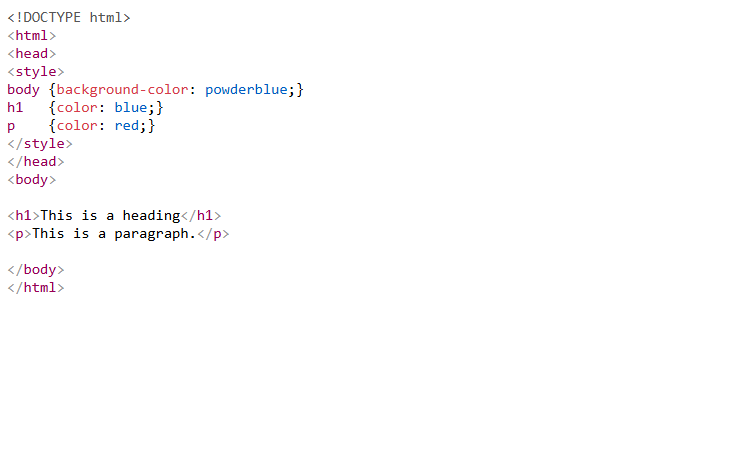 <!DOCTYPE html>
<html>
<head>
<style>
body {background-color: powderblue;}
h1   {color: blue;}
p    {color: red;}
</style>
</head>
<body>

<h1>This is a heading</h1>
<p>This is a paragraph.</p>

</body>
</html>